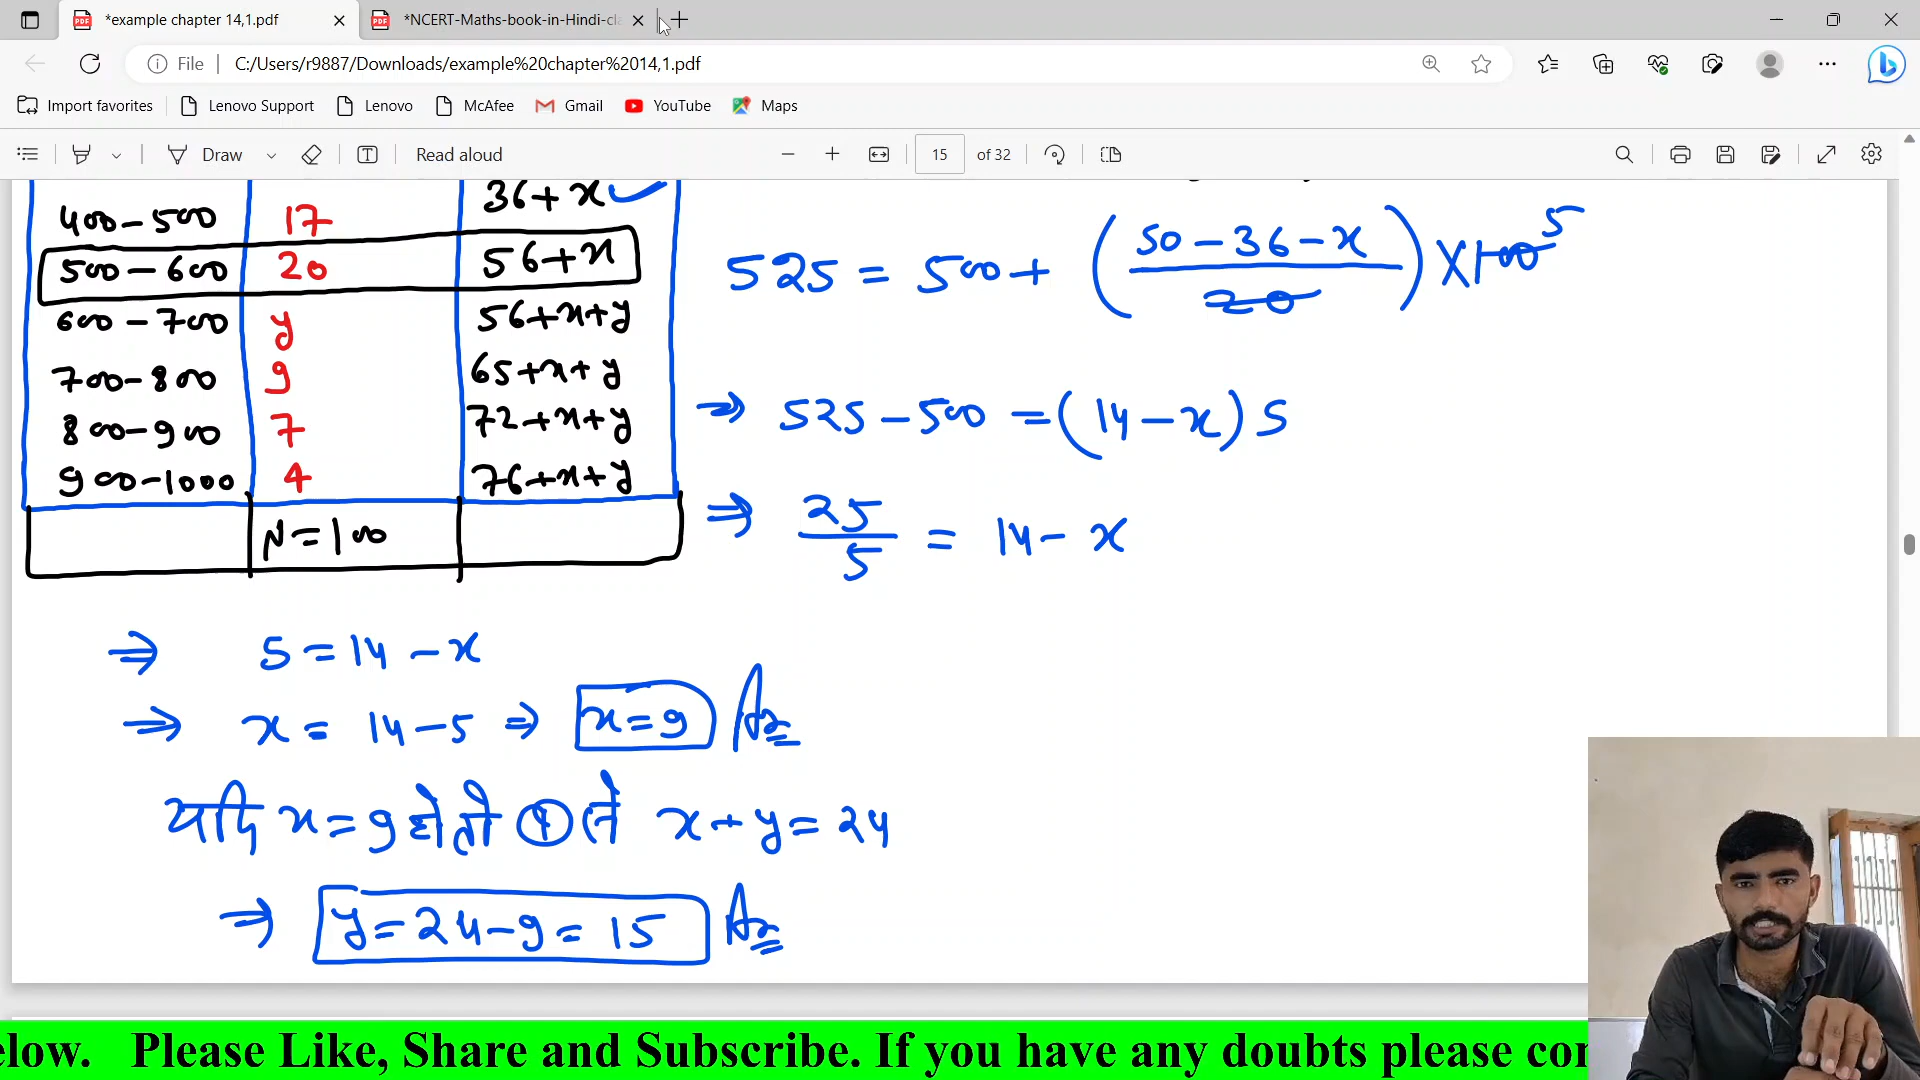 *example chapter 14,1.pdf
*NCERT-Maths-book-in-Hindi-cla
File
C:/Users/r9887/Downloads/example%20chapter%2014,1.pdf
Import favorites
Lenovo Support
Lenovo
McAfee
Gmail
YouTube
Maps
Draw
Read aloud
15
of 32
36+x
400-500 17
500-600 20 56+x
600-700 y 56+x+y
700-800 9 65+x+y
800-900 7 72+x+y
900-1000 4 76+x+y
N=100
525 = 500 + (50-36-x / 20) × 100 5
⇒ 525-500 = (14-x) 5
⇒ 25/5 = 14-x
⇒ 5=14-x
⇒ x = 14-5 ⇒ x=9
यदि x=9 हो तो ① से x+y=24
⇒ y=24-9=15
elow. Please Like, Share and Subscribe. If you have any doubts please con